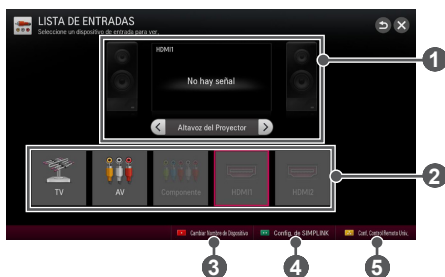 LISTA DE ENTRADAS
Seleccione un dispositivo de entrada para ver.
HDMI1
No hay señal
Altavoz del Proyector
TV
AV
Componente
HDMI1
HDMI2
Cambiar Nombre de Dispositivo
Config. de SIMPLINK
Conf. Control Remoto Univ.
1
2
3
4
5